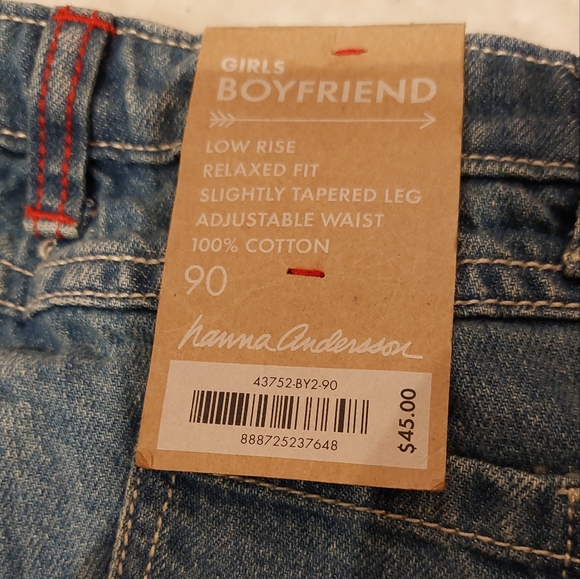 GIRLS
BOYFRIEND
LOW RISE
RELAXED FIT
SLIGHTLY TAPERED LEG
ADJUSTABLE WAIST
100% COTTON
90
hanna andersson
43752-BY2-90
888725237648
$45.00